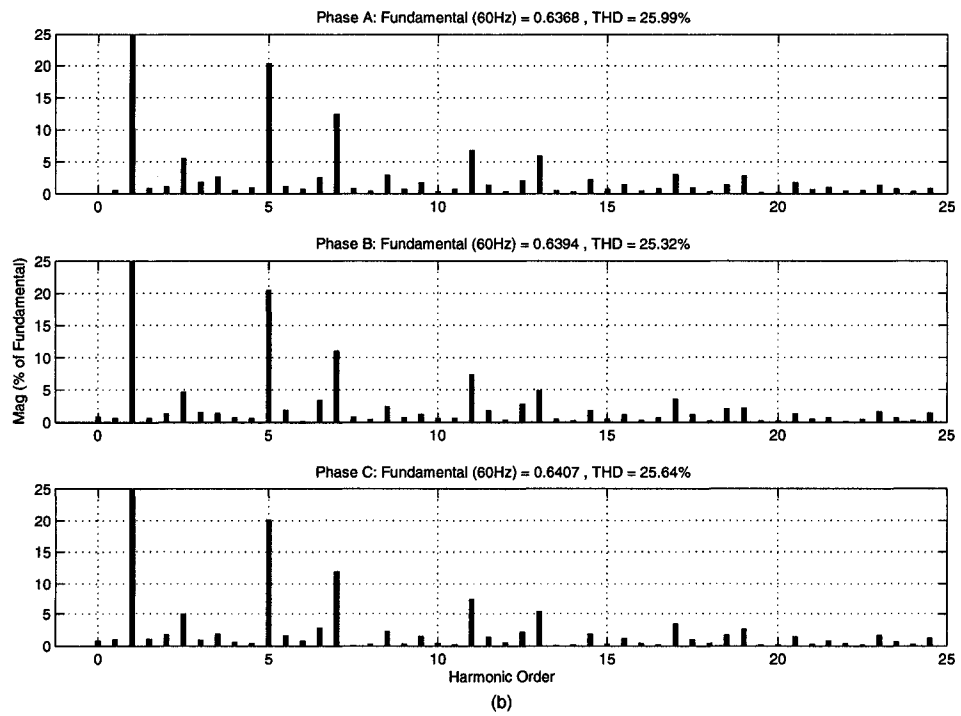 Phase A: Fundamental (60Hz) = 0.6368 , THD = 25.99%
25
20
15
10
5
0
0 5 10 15 20 25
Phase B: Fundamental (60Hz) = 0.6394 , THD = 25.32%
Mag (% of Fundamental)
25
20
15
10
5
0
0 5 10 15 20 25
Phase C: Fundamental (60Hz) = 0.6407 , THD = 25.64%
25
20
15
10
5
0
0 5 10 15 20 25
Harmonic Order
(b)